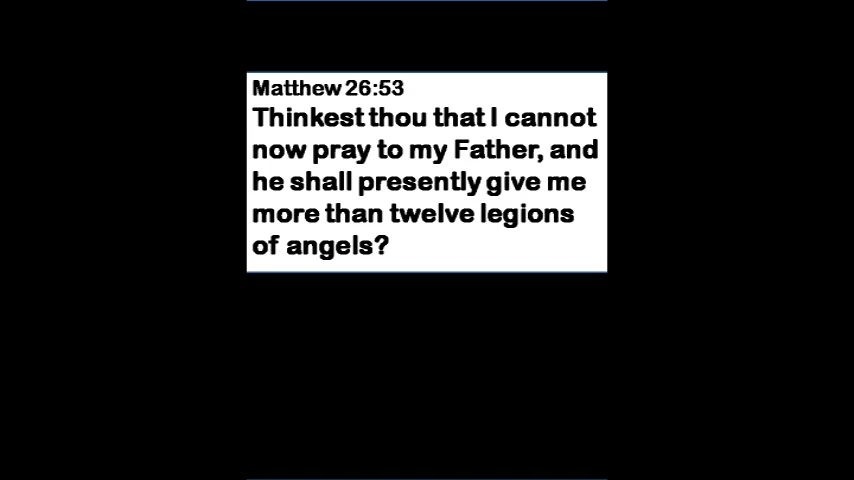 Matthew 26:53
Thinkest thou that I cannot
now pray to my Father, and
he shall presently give me
more than twelve legions
of angels?